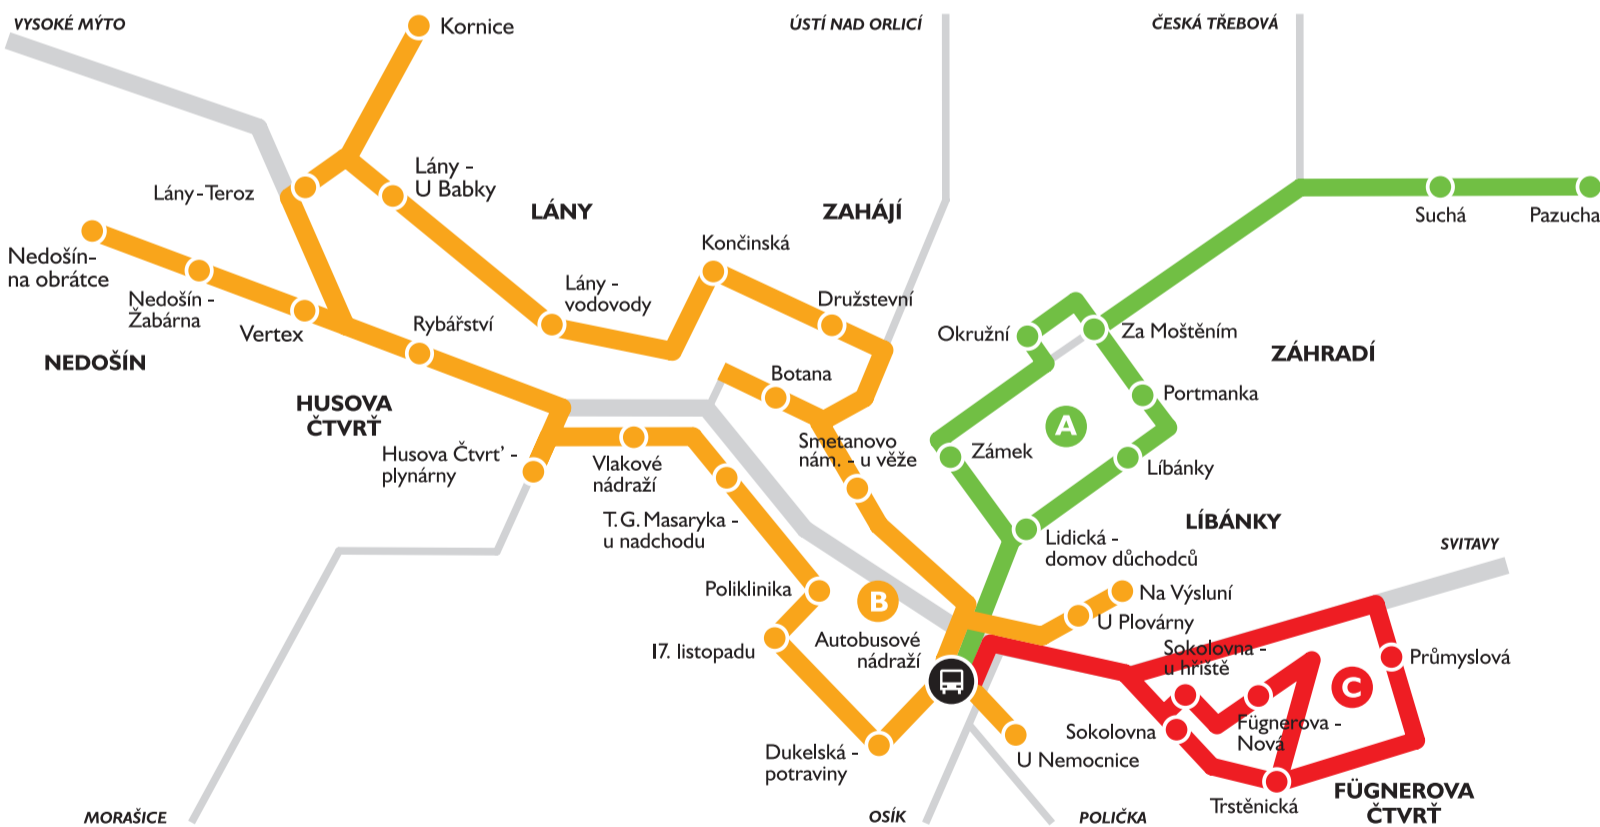 VYSOKÉ MÝTO
Kornice
ÚSTÍ NAD ORLICÍ
ČESKÁ TŘEBOVÁ
Lány-Teroz
Lány -
U Babky
LÁNY
ZAHÁJÍ
Suchá
Pazucha
Nedošín-
na obrátce
Nedošín -
Žabárna
Vertex
Rybářství
Lány -
vodovody
Končinská
Družstevní
Okružní
Za Moštěním
ZÁHRADÍ
NEDOŠÍN
HUSOVA
ČTVRŤ
Botana
Portmanka
A
Husova Čtvrt' -
plynárny
Vlakové
nádraží
Smetanovo
nám. - u věže
Zámek
Líbánky
T. G. Masaryka -
u nadchodu
Lidická -
domov důchodců
LÍBÁNKY
SVITAVY
Poliklinika
B
Na Výsluní
U Plovárny
17. listopadu
Autobusové
nádraží
Sokolovna -
u hřiště
Průmyslová
C
Sokolovna
Fügnerova -
Nová
Dukelská -
potraviny
U Nemocnice
Trstěnická
FÜGNEROVA
ČTVRŤ
MORAŠICE
OSÍK
POLIČKA